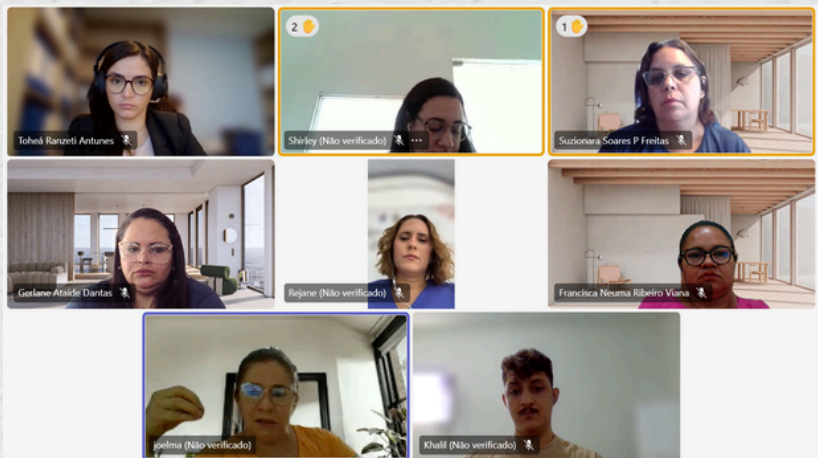 Toheá Ranzeti Antunes
2
Shirley (Não verificado)
1
Suzionara Soares P Freitas
Gerlane Ataide Dantas
Rejane (Não verificado)
Francisca Neuma Ribeiro Viana
joelma (Não verificado)
Khalil (Não verificado)